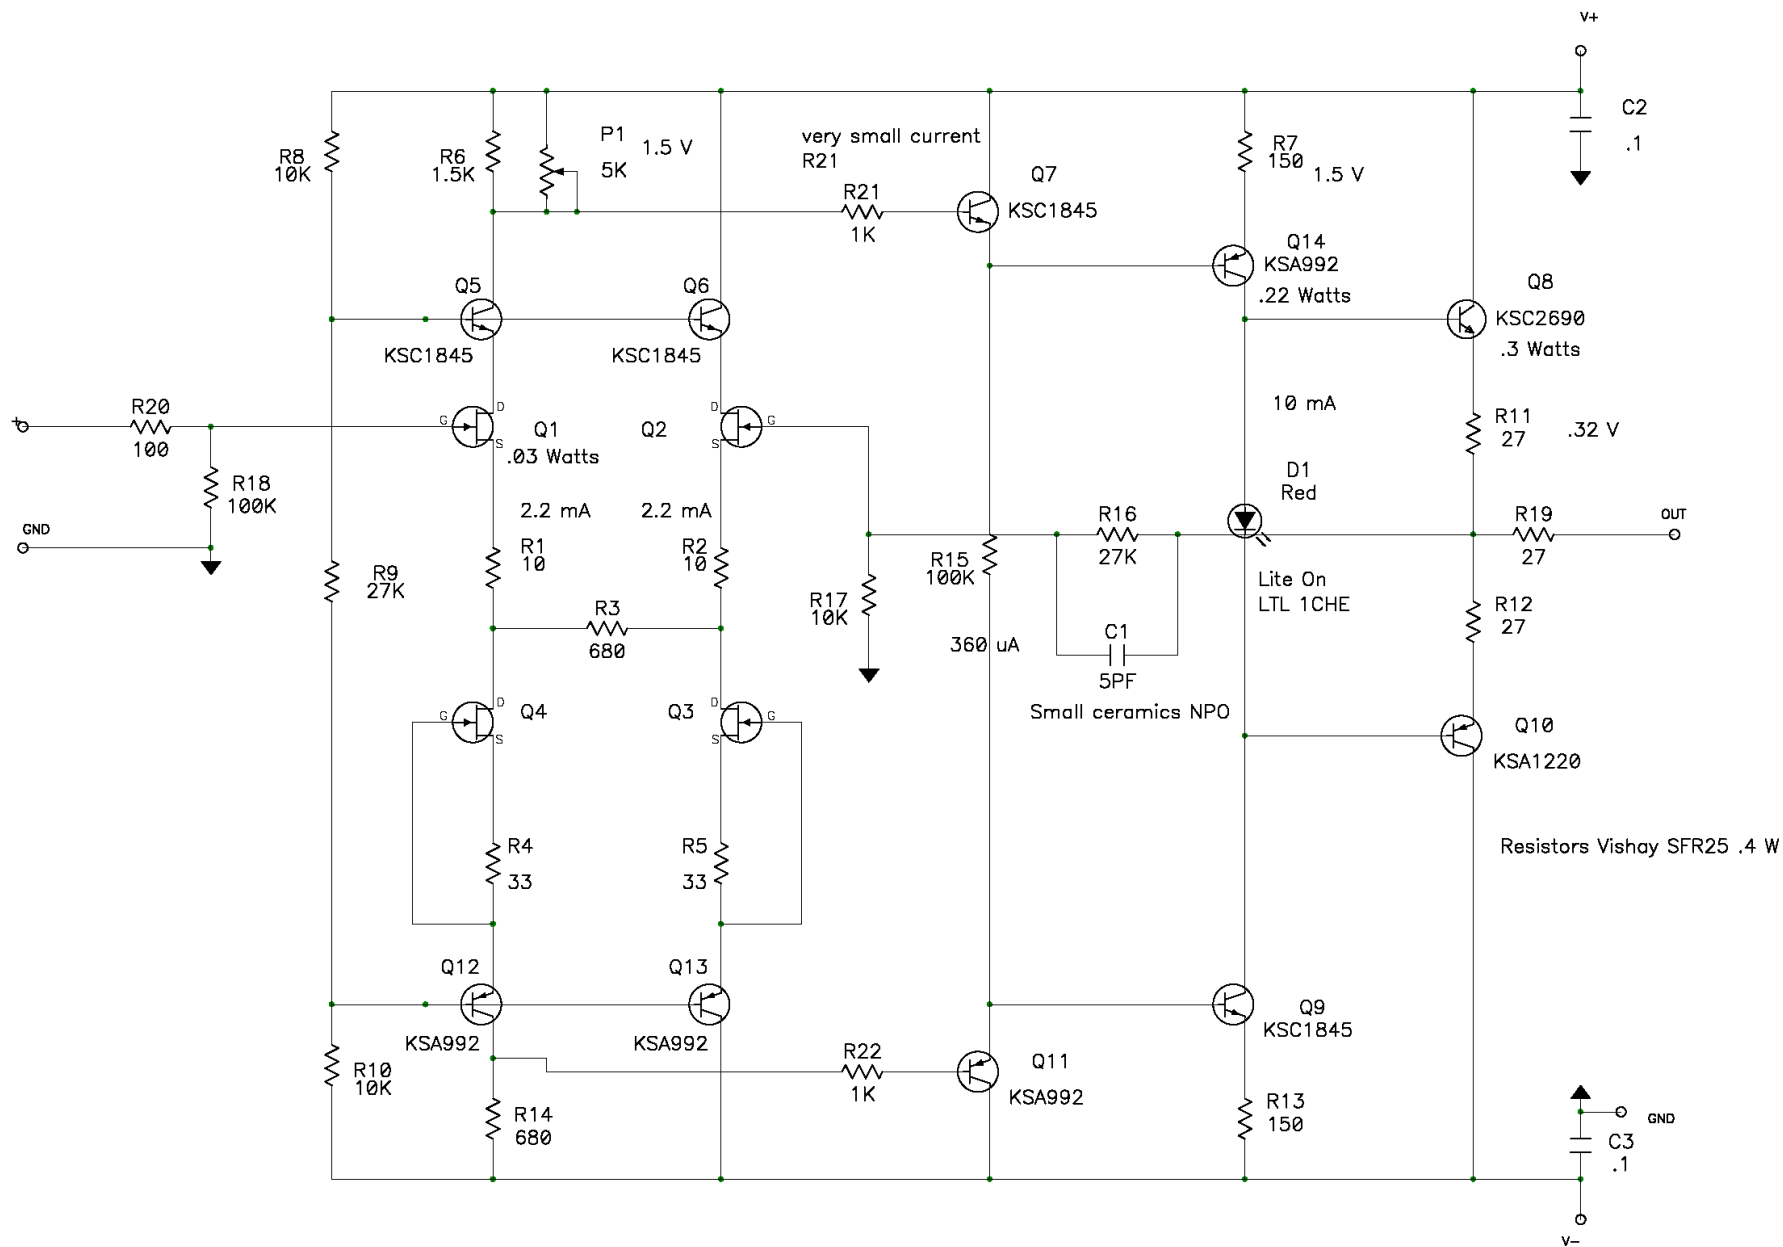 V+
C2
.1
R8
10K
R6
1.5K
P1
5K
1.5 V
very small current
R21
R21
1K
Q7
KSC1845
R7
150
1.5 V
Q14
KSA992
.22 Watts
Q8
KSC2690
.3 Watts
Q5
KSC1845
Q6
KSC1845
+
R20
100
R18
100K
GND
G
D
S
Q1
.03 Watts
Q2
D
S
G
2.2 mA
2.2 mA
10 mA
R11
27
.32 V
D1
Red
R1
10
R2
10
R9
27K
R3
680
R16
27K
R15
100K
R17
10K
360 uA
C1
5PF
Small ceramics NPO
Lite On
LTL 1CHE
R19
27
OUT
R12
27
G
D
S
Q4
Q3
D
S
G
Q10
KSA1220
R4
33
R5
33
Resistors Vishay SFR25 .4 W
Q12
KSA992
Q13
KSA992
Q9
KSC1845
R10
10K
R14
680
R22
1K
Q11
KSA992
R13
150
GND
C3
.1
V-